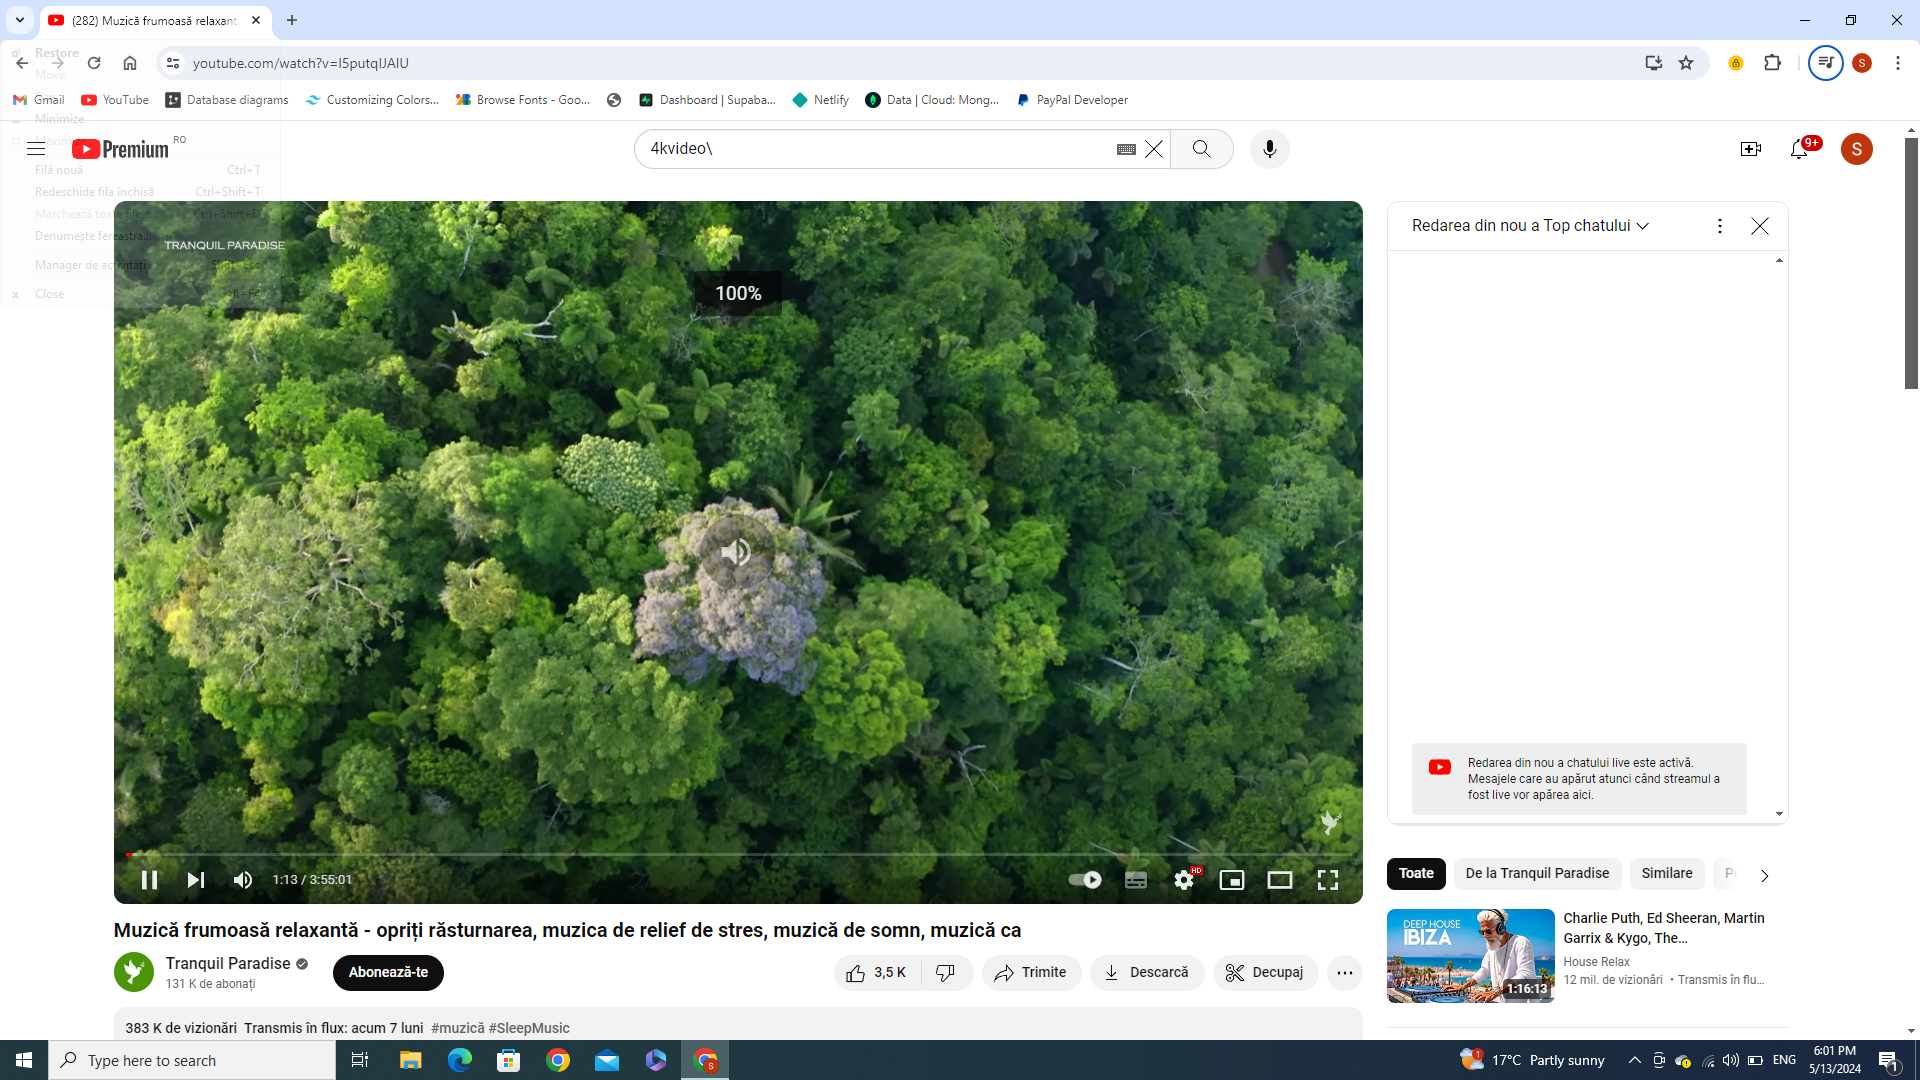 (282) Muzică frumoasă relaxant
youtube.com/watch?v=I5putqIJAIU
Gmail
YouTube
Database diagrams
Customizing Colors...
Browse Fonts - Goo...
Dashboard | Supaba...
Netlify
Data | Cloud: Mong...
PayPal Developer
Restore
Move
Minimize
Filă nouă Ctrl+T
Redeschide fila închisă Ctrl+Shift+T
Marchează toate filele... Ctrl+Shift+D
Denumește fereastra...
Manager de activități Shift+Esc
Close
Premium RO
4kvideo\
9+
S
TRANQUIL PARADISE
100%
1:13 / 3:55:01
HD
Muzică frumoasă relaxantă - opriți răsturnarea, muzica de relief de stres, muzică de somn, muzică ca
Tranquil Paradise
131 K de abonați
Abonează-te
3,5 K
Trimite
Descarcă
Decupaj
383 K de vizionări Transmis în flux: acum 7 luni #muzică #SleepMusic
Redarea din nou a Top chatului
Redarea din nou a chatului live este activă.
Mesajele care au apărut atunci când streamul a
fost live vor apărea aici.
Toate
De la Tranquil Paradise
Similare
DEEP HOUSE
IBIZA
1:16:13
Charlie Puth, Ed Sheeran, Martin
Garrix & Kygo, The...
House Relax
12 mil. de vizionări • Transmis în flu...
Type here to search
17°C Partly sunny
ENG
6:01 PM
5/13/2024
1